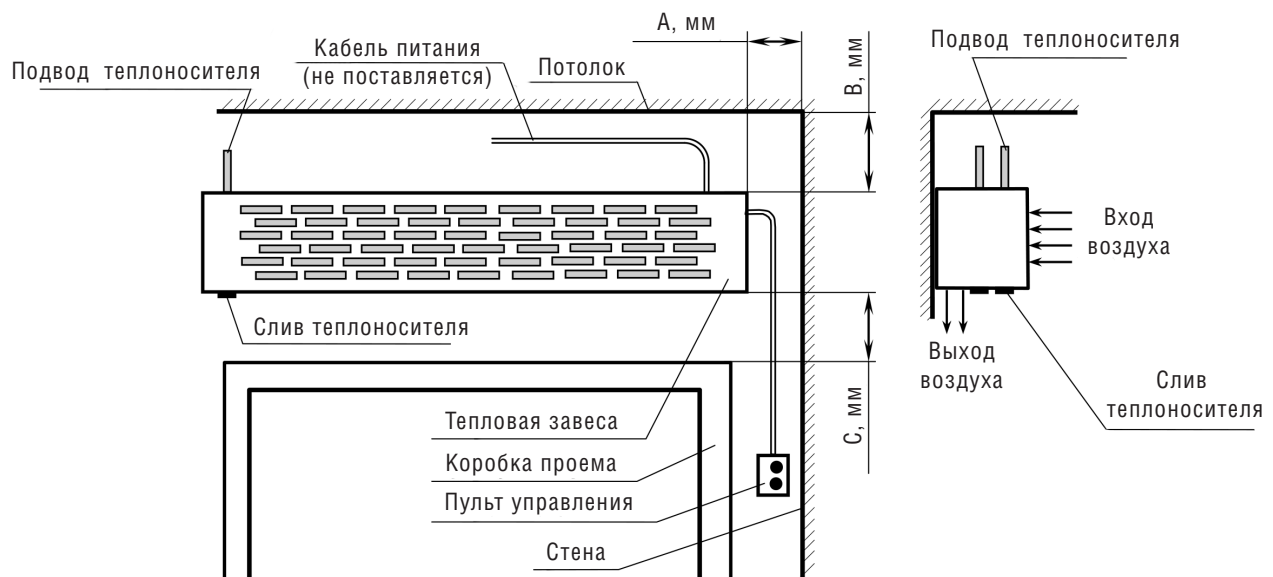 А, мм
Кабель питания
(не поставляется)
Подвод теплоносителя
Потолок
В, мм
Подвод теплоносителя
Вход
воздуха
Слив теплоносителя
Выход
воздуха
Слив
теплоносителя
С, мм
Тепловая завеса
Коробка проема
Пульт управления
Стена